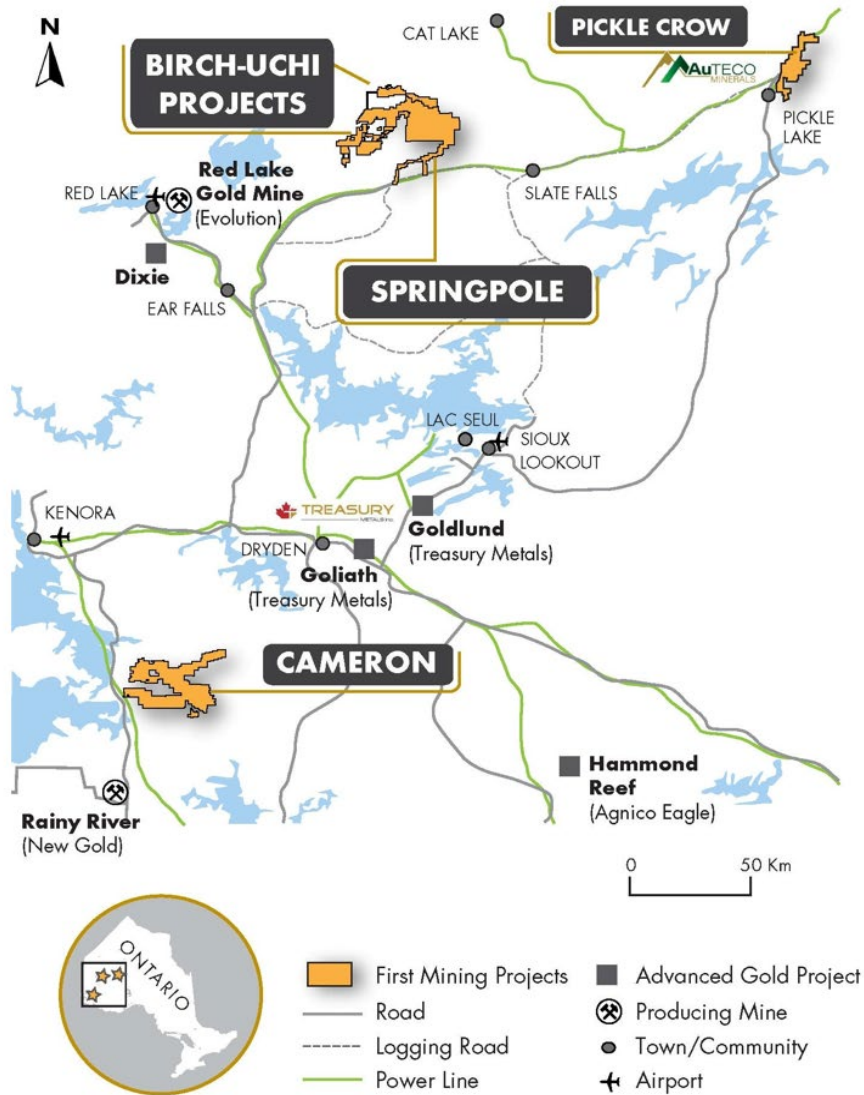 N
CAT LAKE
PICKLE CROW
AuTECO
MINERALS
BIRCH-UCHI
PROJECTS
PICKLE
LAKE
Red Lake
Gold Mine
(Evolution)
RED LAKE
SLATE FALLS
Dixie
EAR FALLS
SPRINGPOLE
LAC SEUL
SIOUX
LOOKOUT
KENORA
TREASURY
METALS Inc.
Goldlund
(Treasury Metals)
DRYDEN
Goliath
(Treasury Metals)
CAMERON
Hammond
Reef
(Agnico Eagle)
Rainy River
(New Gold)
0 50 Km
ONTARIO
First Mining Projects
Road
Logging Road
Power Line
Advanced Gold Project
Producing Mine
Town/Community
Airport